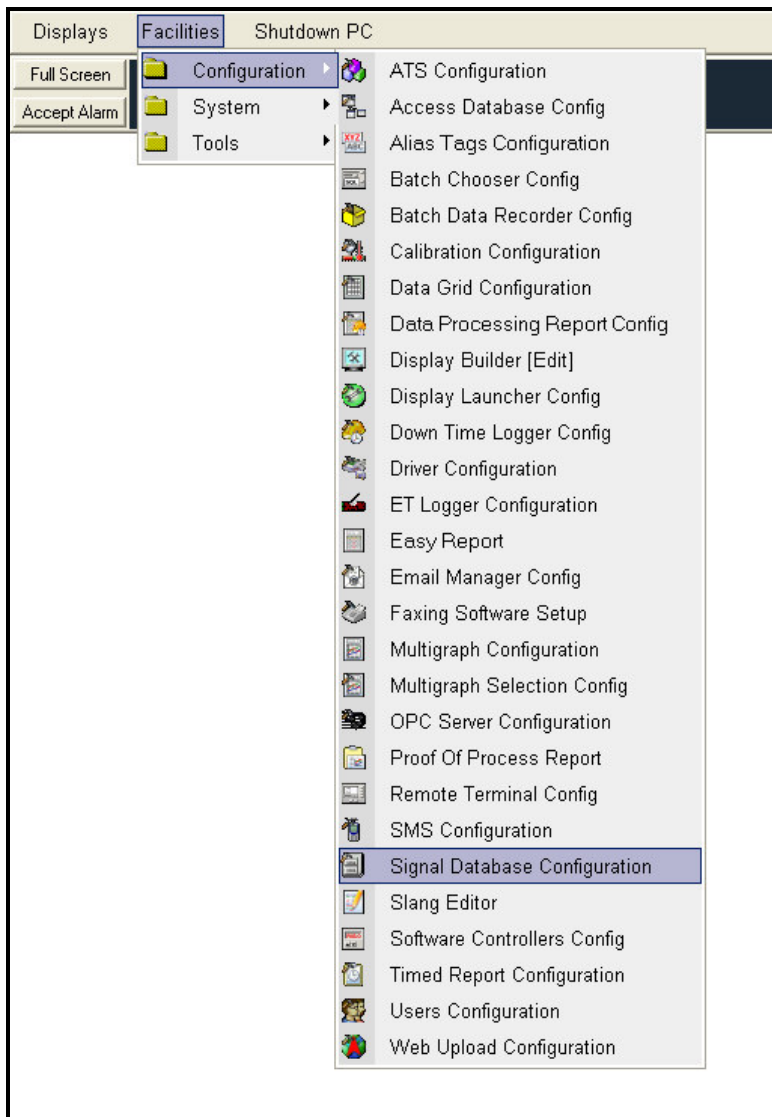 Displays Facilities Shutdown PC
Full Screen
Accept Alarm
Configuration
System
Tools
ATS Configuration
Access Database Config
Alias Tags Configuration
Batch Chooser Config
Batch Data Recorder Config
Calibration Configuration
Data Grid Configuration
Data Processing Report Config
Display Builder [Edit]
Display Launcher Config
Down Time Logger Config
Driver Configuration
ET Logger Configuration
Easy Report
Email Manager Config
Faxing Software Setup
Multigraph Configuration
Multigraph Selection Config
OPC Server Configuration
Proof Of Process Report
Remote Terminal Config
SMS Configuration
Signal Database Configuration
Slang Editor
Software Controllers Config
Timed Report Configuration
Users Configuration
Web Upload Configuration